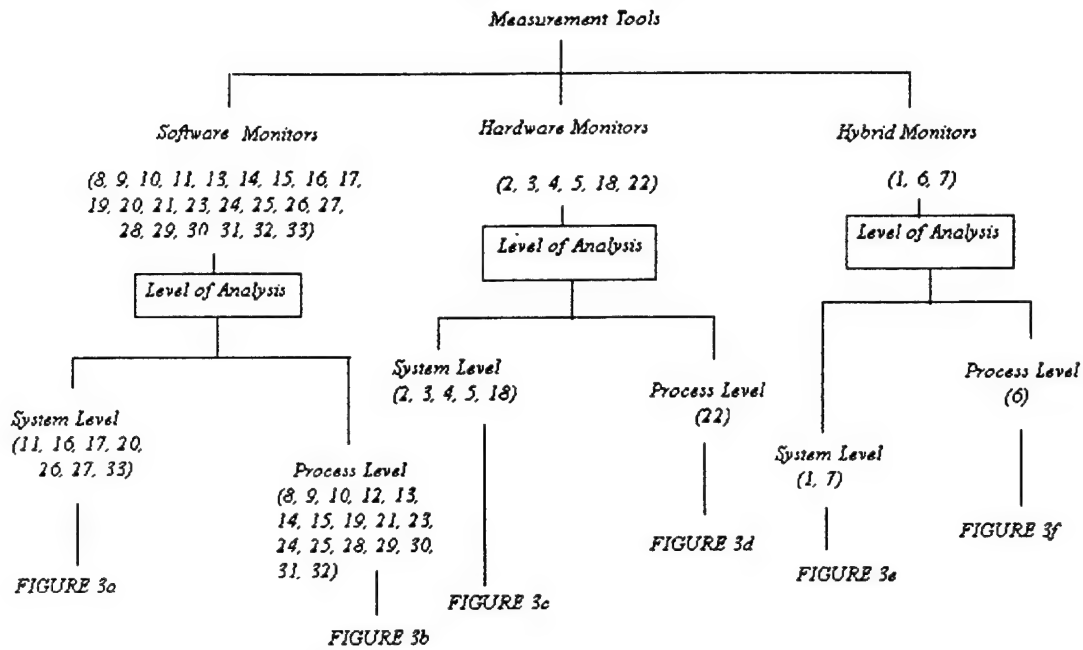 Measurement Tools
Software Monitors
(8, 9, 10, 11, 13, 14, 15, 16, 17,
19, 20, 21, 23, 24, 25, 26, 27,
28, 29, 30, 31, 32, 33)
Level of Analysis
System Level
(11, 16, 17, 20,
26, 27, 33)
FIGURE 3a
Process Level
(8, 9, 10, 12, 13,
14, 15, 19, 21, 23,
24, 25, 28, 29, 30,
31, 32)
FIGURE 3b
Hardware Monitors
(2, 3, 4, 5, 18, 22)
Level of Analysis
System Level
(2, 3, 4, 5, 18)
FIGURE 3c
Process Level
(22)
FIGURE 3d
Hybrid Monitors
(1, 6, 7)
Level of Analysis
System Level
(1, 7)
FIGURE 3e
Process Level
(6)
FIGURE 3f